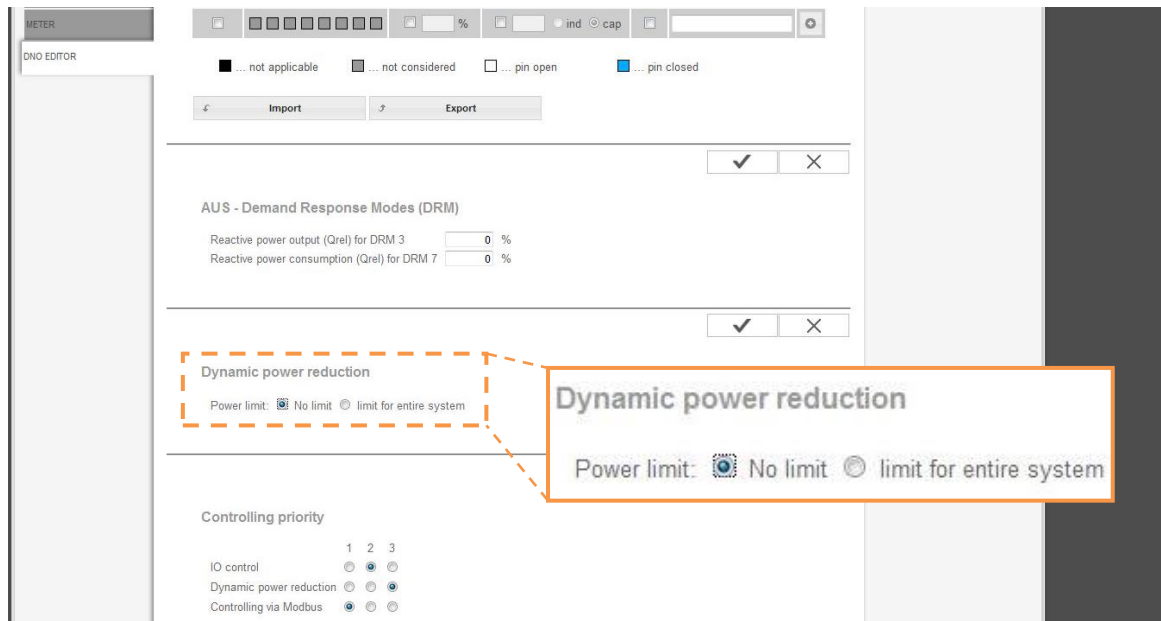 METER
% ind cap
DNO EDITOR
... not applicable ... not considered ... pin open ... pin closed
Import Export
AUS - Demand Response Modes (DRM)
Reactive power output (Qrel) for DRM 3 0 %
Reactive power consumption (Qrel) for DRM 7 0 %
Dynamic power reduction
Power limit: No limit limit for entire system
Dynamic power reduction
Power limit: No limit limit for entire system
Controlling priority
1 2 3
IO control
Dynamic power reduction
Controlling via Modbus